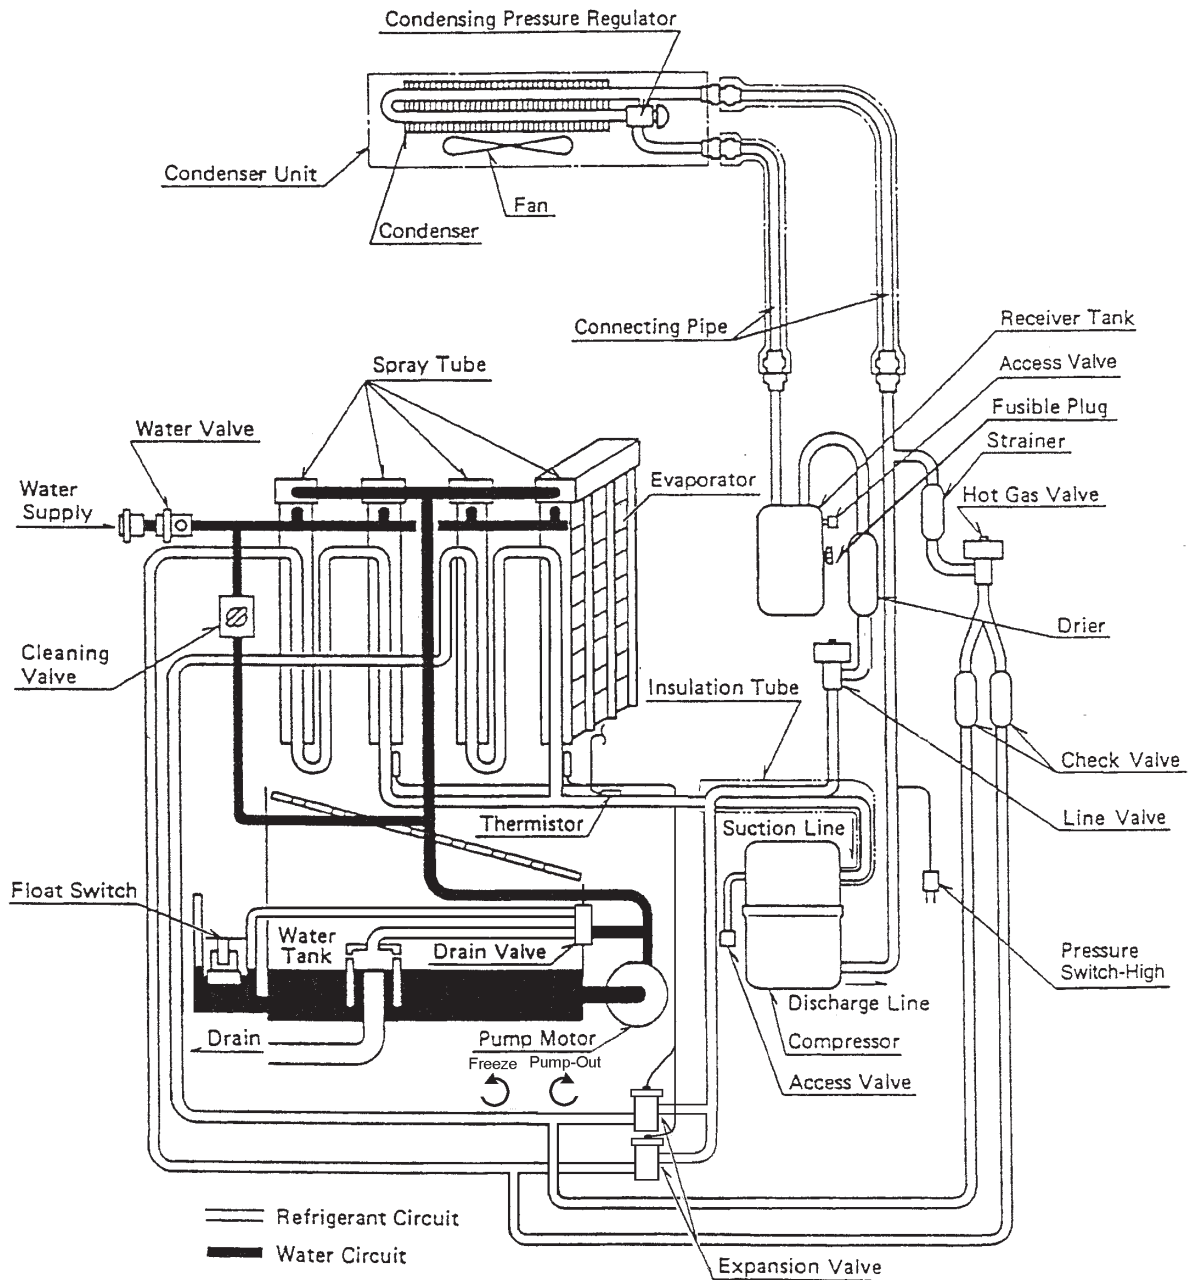 Condensing Pressure Regulator
Condenser Unit
Fan
Condenser
Connecting Pipe
Receiver Tank
Access Valve
Fusible Plug
Strainer
Hot Gas Valve
Spray Tube
Water Valve
Evaporator
Water
Supply
Drier
Cleaning
Valve
Insulation Tube
Check Valve
Line Valve
Thermistor
Suction Line
Float Switch
Water
Tank
Drain Valve
Pressure
Switch-High
Discharge Line
Drain
Pump Motor
Compressor
Freeze
Pump-Out
Access Valve
Refrigerant Circuit
Water Circuit
Expansion Valve